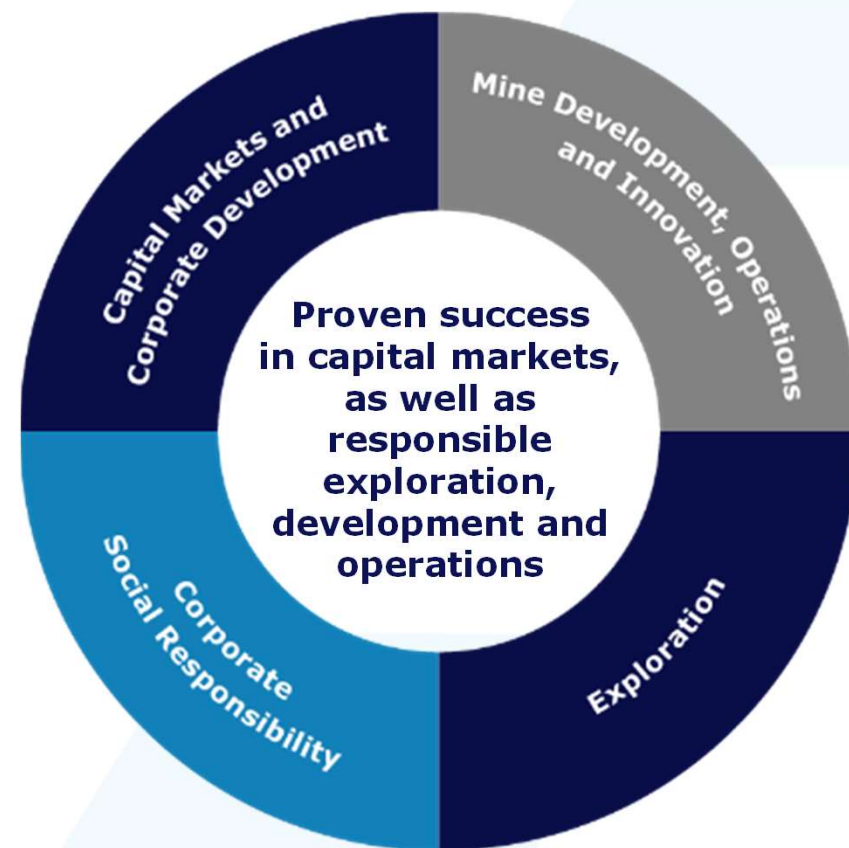 Capital Markets and
Corporate Development
Mine Development, Operations
and Innovation
Proven success
in capital markets,
as well as
responsible
exploration,
development and
operations
Corporate
Social Responsibility
Exploration